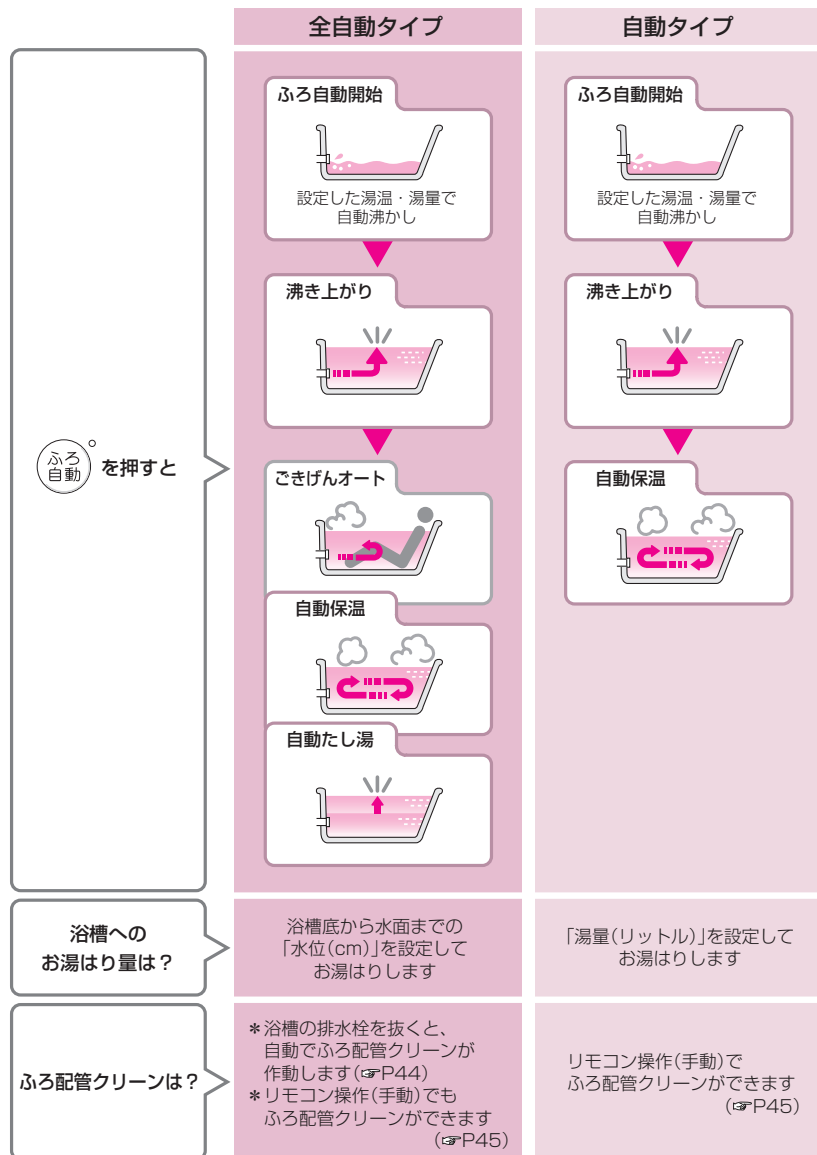 全自動タイプ
自動タイプ
ふろ
自動
を押すと
ふろ自動開始
設定した湯温・湯量で
自動沸かし
沸き上がり
ごきげんオート
自動保温
自動たし湯
ふろ自動開始
設定した湯温・湯量で
自動沸かし
沸き上がり
自動保温
浴槽への
お湯はり量は？
浴槽底から水面までの
「水位(cm)」を設定して
お湯はりします
「湯量(リットル)」を設定して
お湯はりします
ふろ配管クリーンは？
＊浴槽の排水栓を抜くと、
自動でふろ配管クリーンが
作動します(☞P44)
＊リモコン操作(手動)でも
ふろ配管クリーンができます
(☞P45)
リモコン操作(手動)で
ふろ配管クリーンができます
(☞P45)